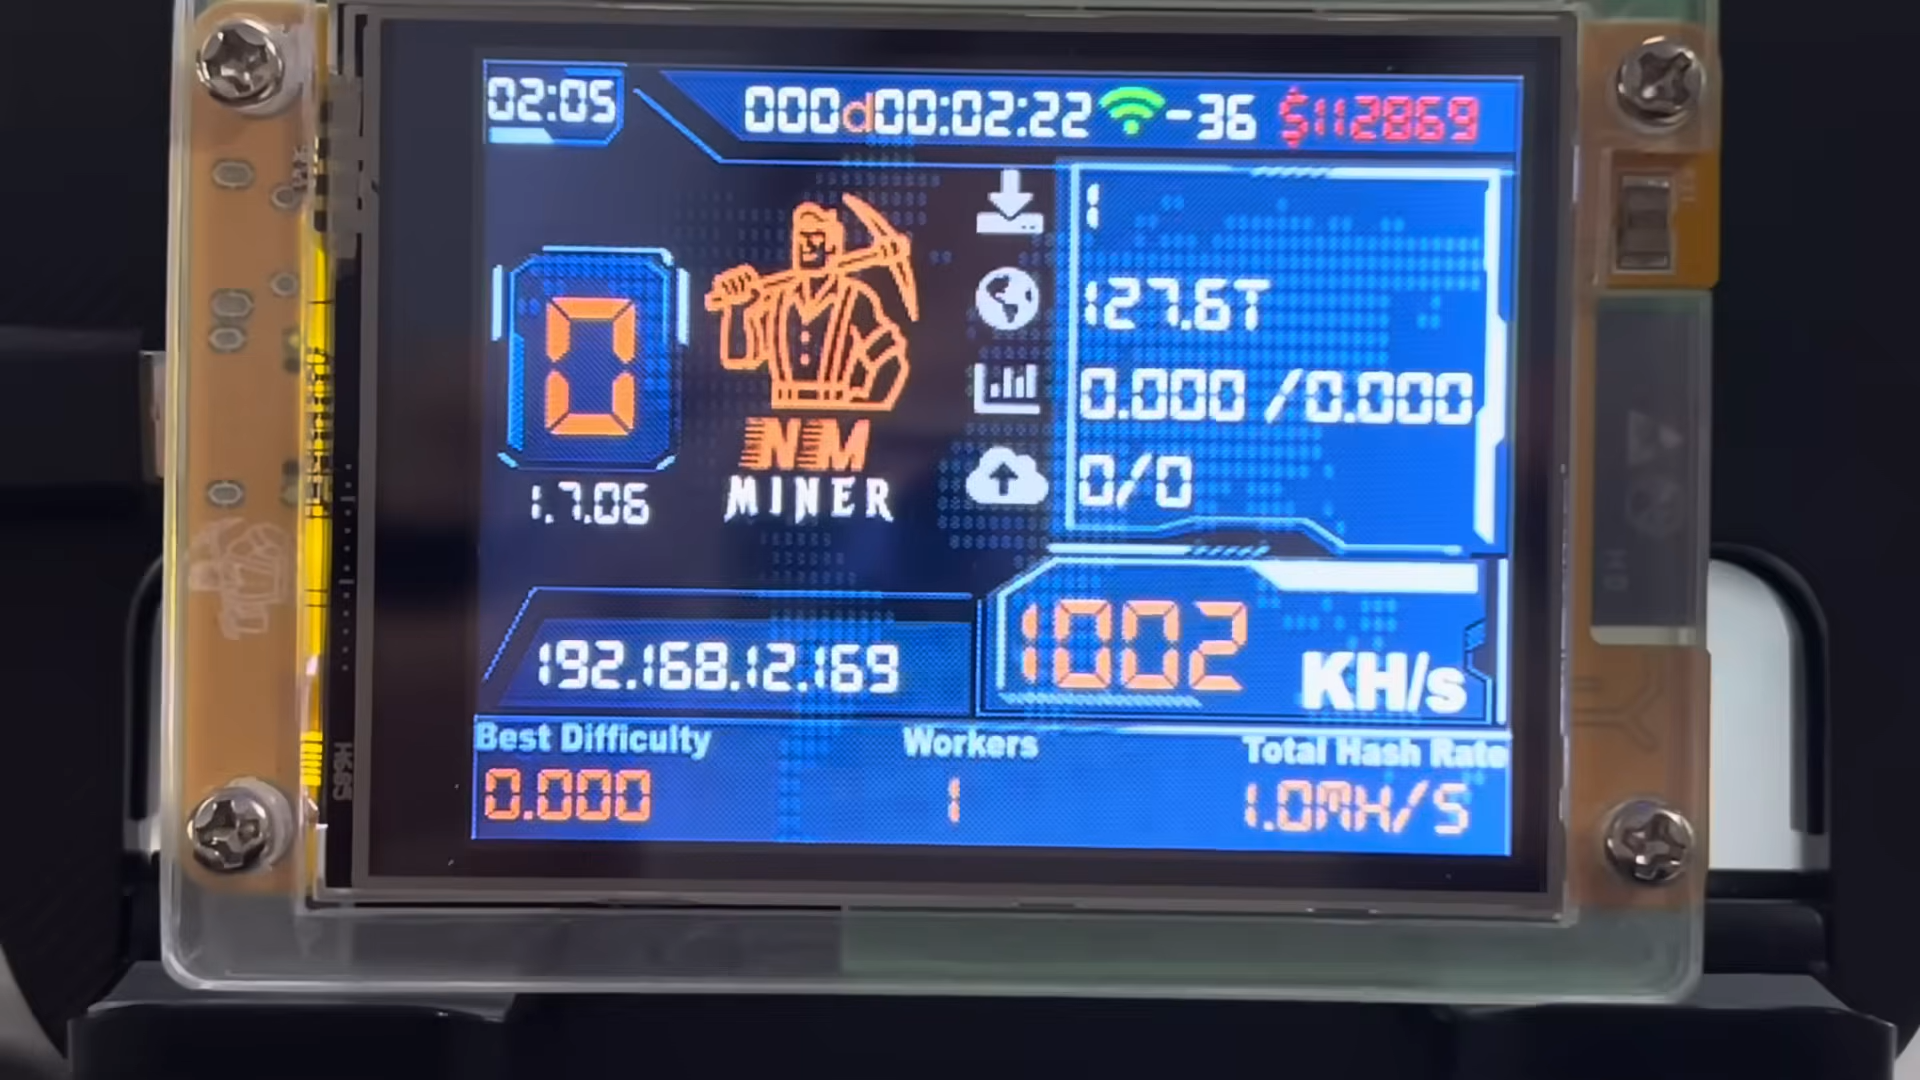 02:05
000d00:02:22 -36 $112869
1
127.6T
0.000 /0.000
0/0
0
1.7.06
NM
MINER
192.168.12.169
1002 KH/s
Best Difficulty Workers Total Hash Rate
0.000 1 1.0MH/S